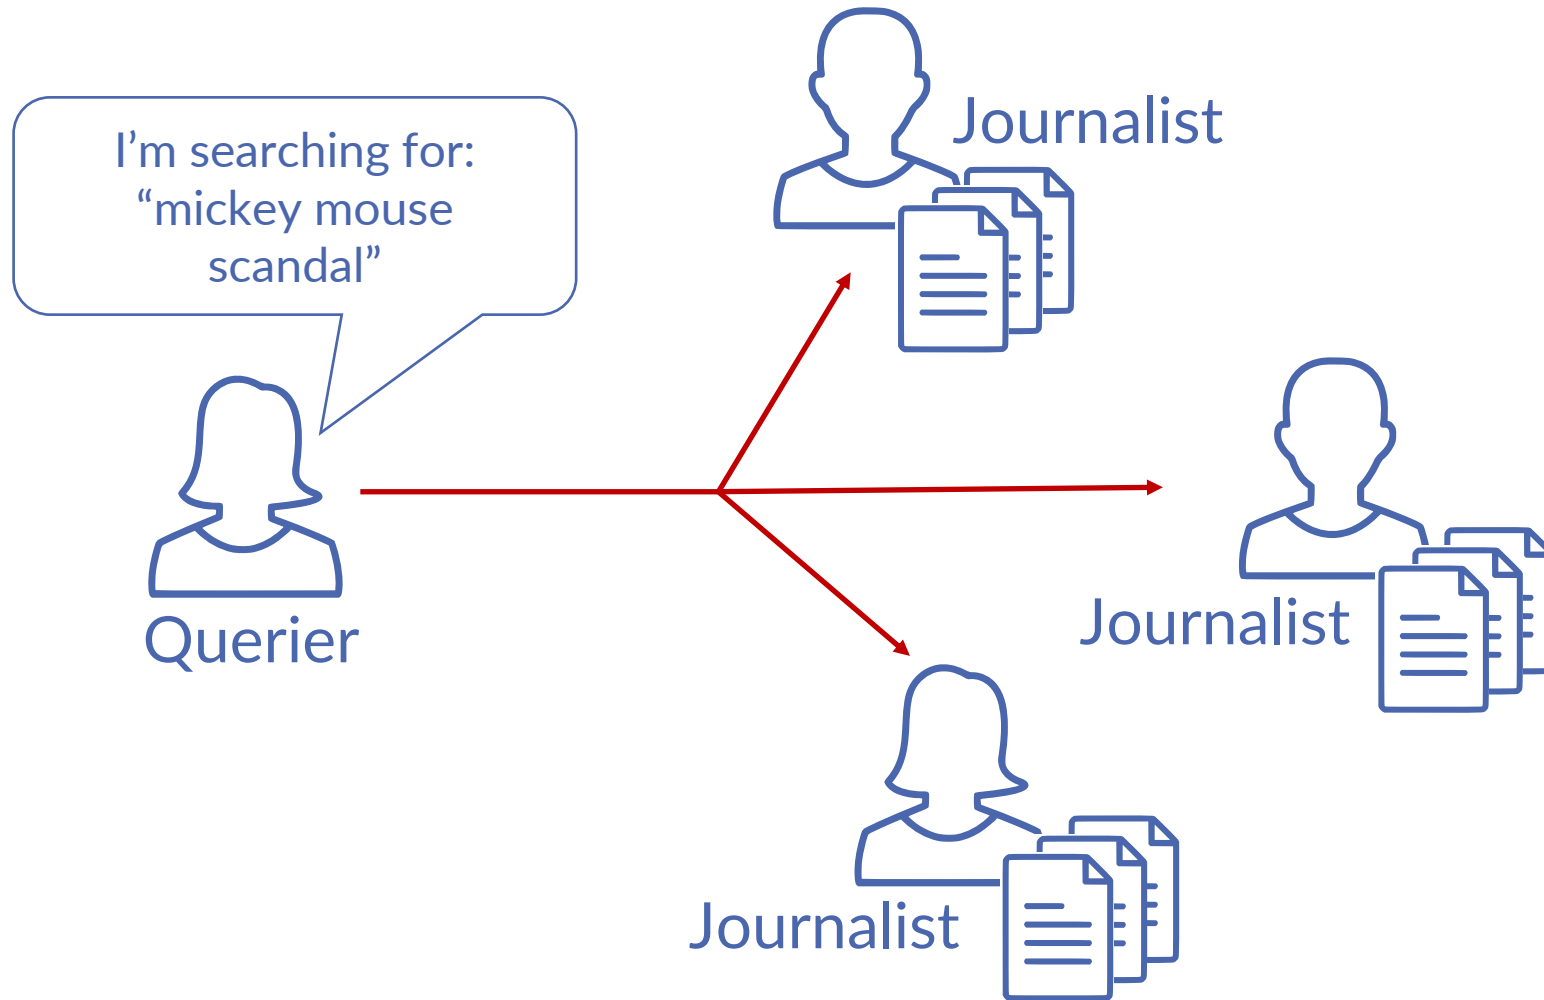 I’m searching for:
“mickey mouse
scandal”
Journalist
Querier
Journalist
Journalist